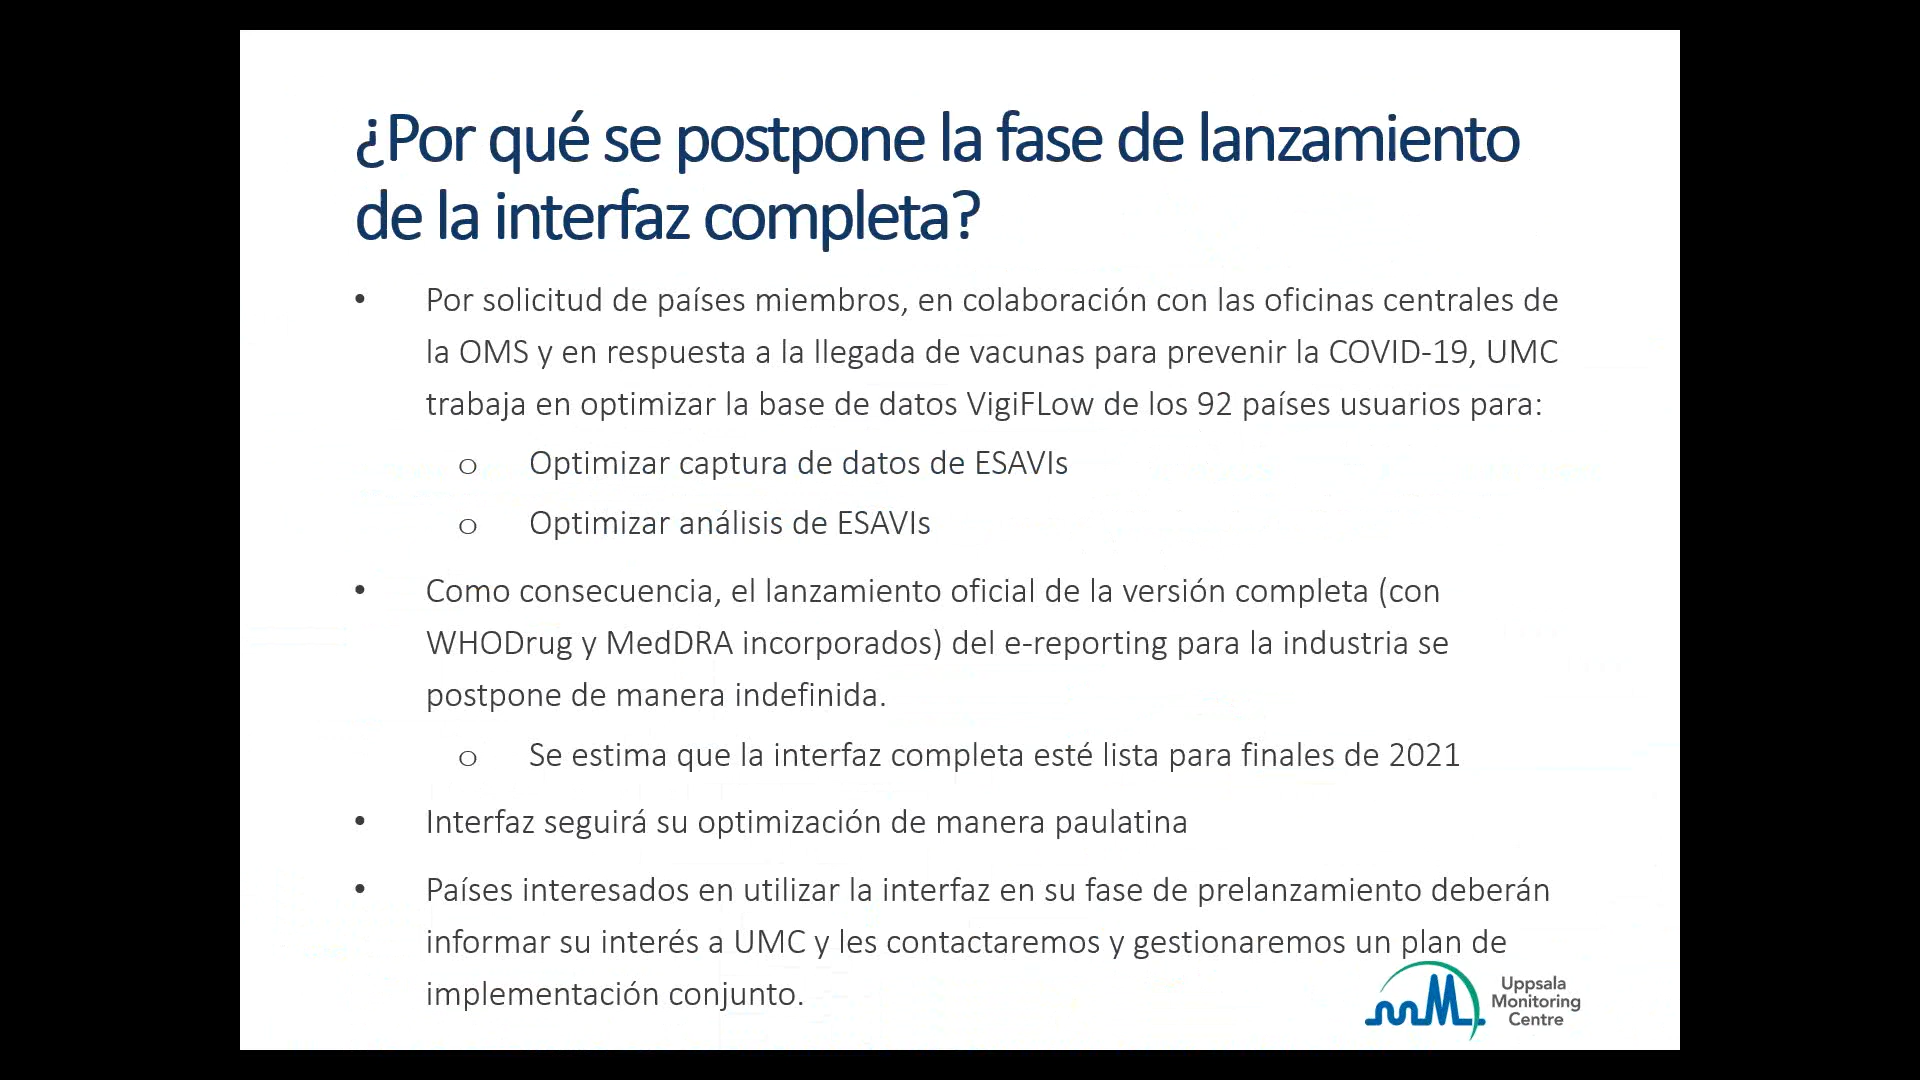 ¿Por qué se postpone la fase de lanzamiento
de la interfaz completa?
• Por solicitud de países miembros, en colaboración con las oficinas centrales de
la OMS y en respuesta a la llegada de vacunas para prevenir la COVID-19, UMC
trabaja en optimizar la base de datos VigiFLow de los 92 países usuarios para:
o Optimizar captura de datos de ESAVIs
o Optimizar análisis de ESAVIs
• Como consecuencia, el lanzamiento oficial de la versión completa (con
WHODrug y MedDRA incorporados) del e-reporting para la industria se
postpone de manera indefinida.
o Se estima que la interfaz completa esté lista para finales de 2021
• Interfaz seguirá su optimización de manera paulatina
• Países interesados en utilizar la interfaz en su fase de prelanzamiento deberán
informar su interés a UMC y les contactaremos y gestionaremos un plan de
implementación conjunto.
Uppsala
Monitoring
Centre